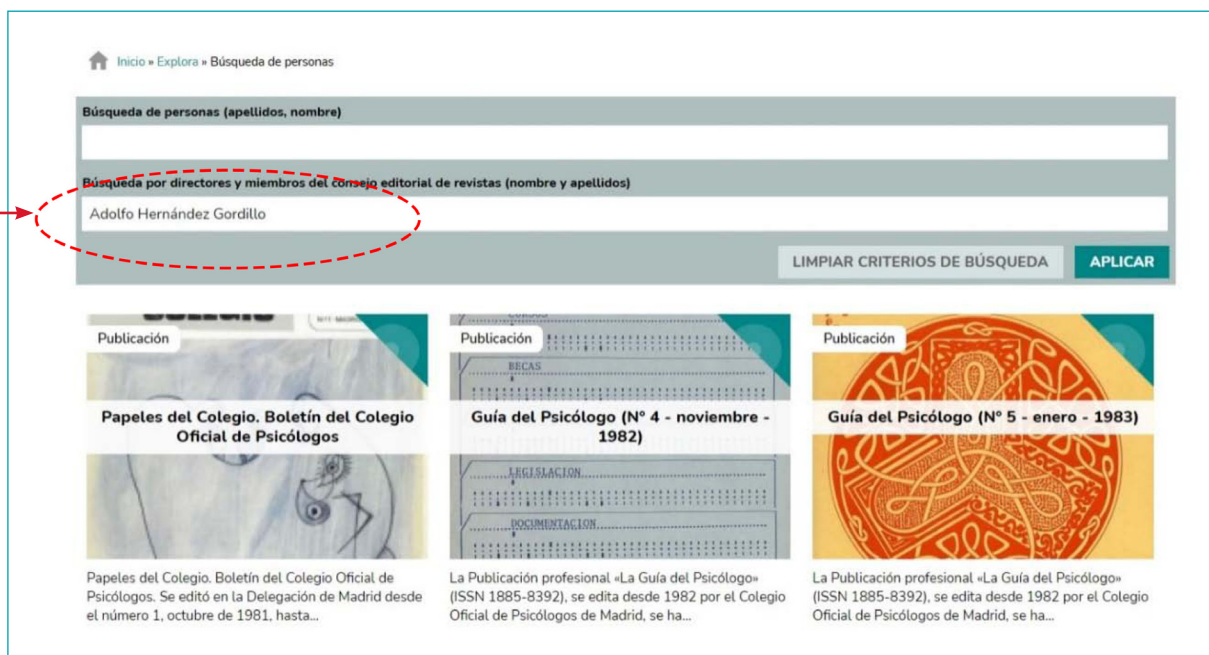 Inicio » Explora » Búsqueda de personas
Búsqueda de personas (apellidos, nombre)
Búsqueda por directores y miembros del consejo editorial de revistas (nombre y apellidos)
Adolfo Hernández Gordillo
LIMPIAR CRITERIOS DE BÚSQUEDA
APLICAR
Publicación
Papeles del Colegio. Boletín del Colegio
Oficial de Psicólogos
Papeles del Colegio. Boletín del Colegio Oficial de
Psicólogos. Se editó en la Delegación de Madrid desde
el número 1, octubre de 1981, hasta...
CURSOS
Publicación
BECAS
Guía del Psicólogo (Nº 4 - noviembre -
1982)
LEGISLACION
DOCUMENTACION
La Publicación profesional «La Guía del Psicólogo»
(ISSN 1885-8392), se edita desde 1982 por el Colegio
Oficial de Psicólogos de Madrid, se ha...
Publicación
Guía del Psicólogo (Nº 5 - enero - 1983)
La Publicación profesional «La Guía del Psicólogo»
(ISSN 1885-8392), se edita desde 1982 por el Colegio
Oficial de Psicólogos de Madrid, se ha...